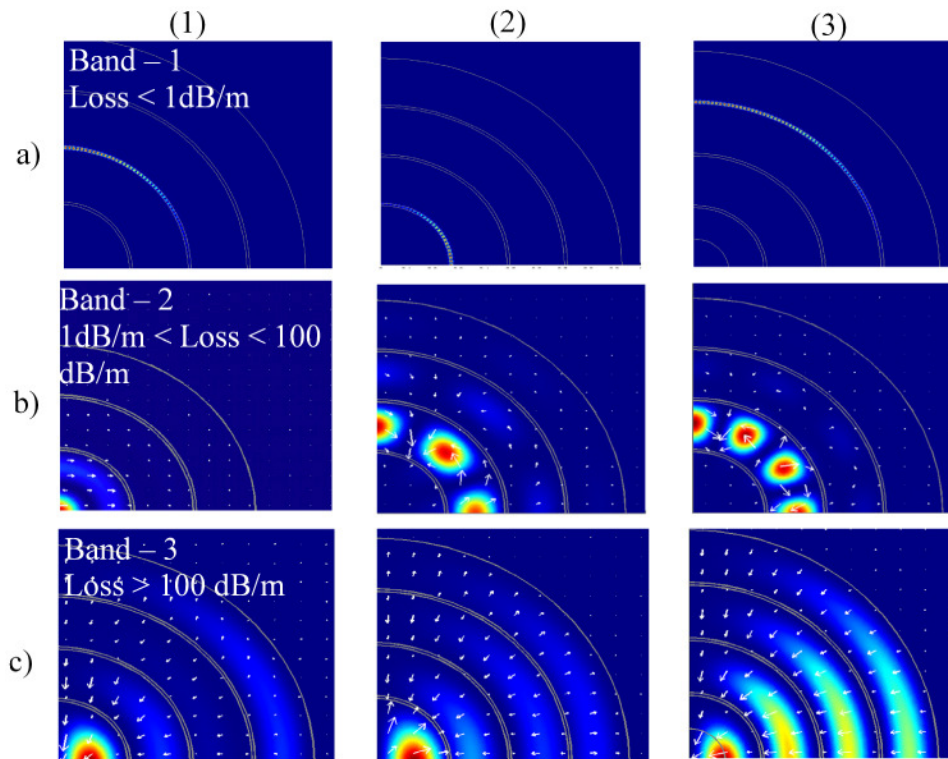 (1)
(2)
(3)
a)
Band – 1
Loss < 1dB/m
b)
Band – 2
1dB/m < Loss < 100
dB/m
c)
Band – 3
Loss > 100 dB/m